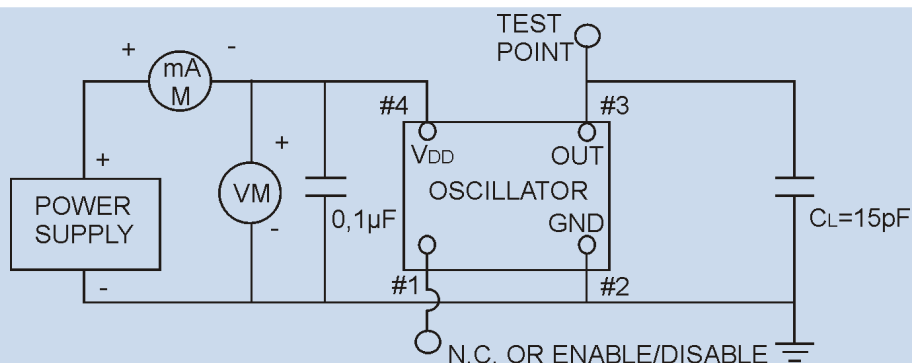 TEST
POINT
+ -
mA
M
#4 #3
VDD OUT
+ +
OSCILLATOR
POWER
SUPPLY
VM
0,1µF
GND
CL=15pF
- -
#1 #2
N.C. OR ENABLE/DISABLE